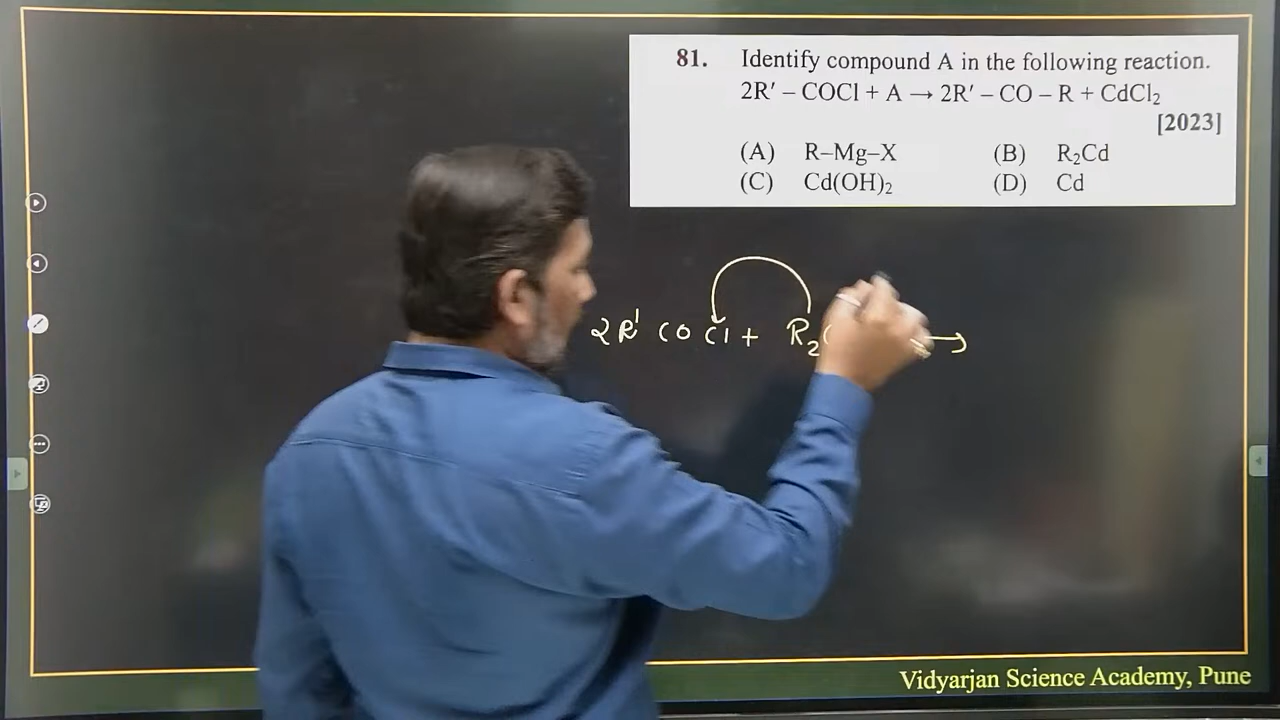 81. Identify compound A in the following reaction.
2R′ – COCl + A → 2R′ – CO – R + CdCl₂
[2023]
(A) R–Mg–X (B) R₂Cd
(C) Cd(OH)₂ (D) Cd
2R' COCl + R₂ →
Vidyarjan Science Academy, Pune